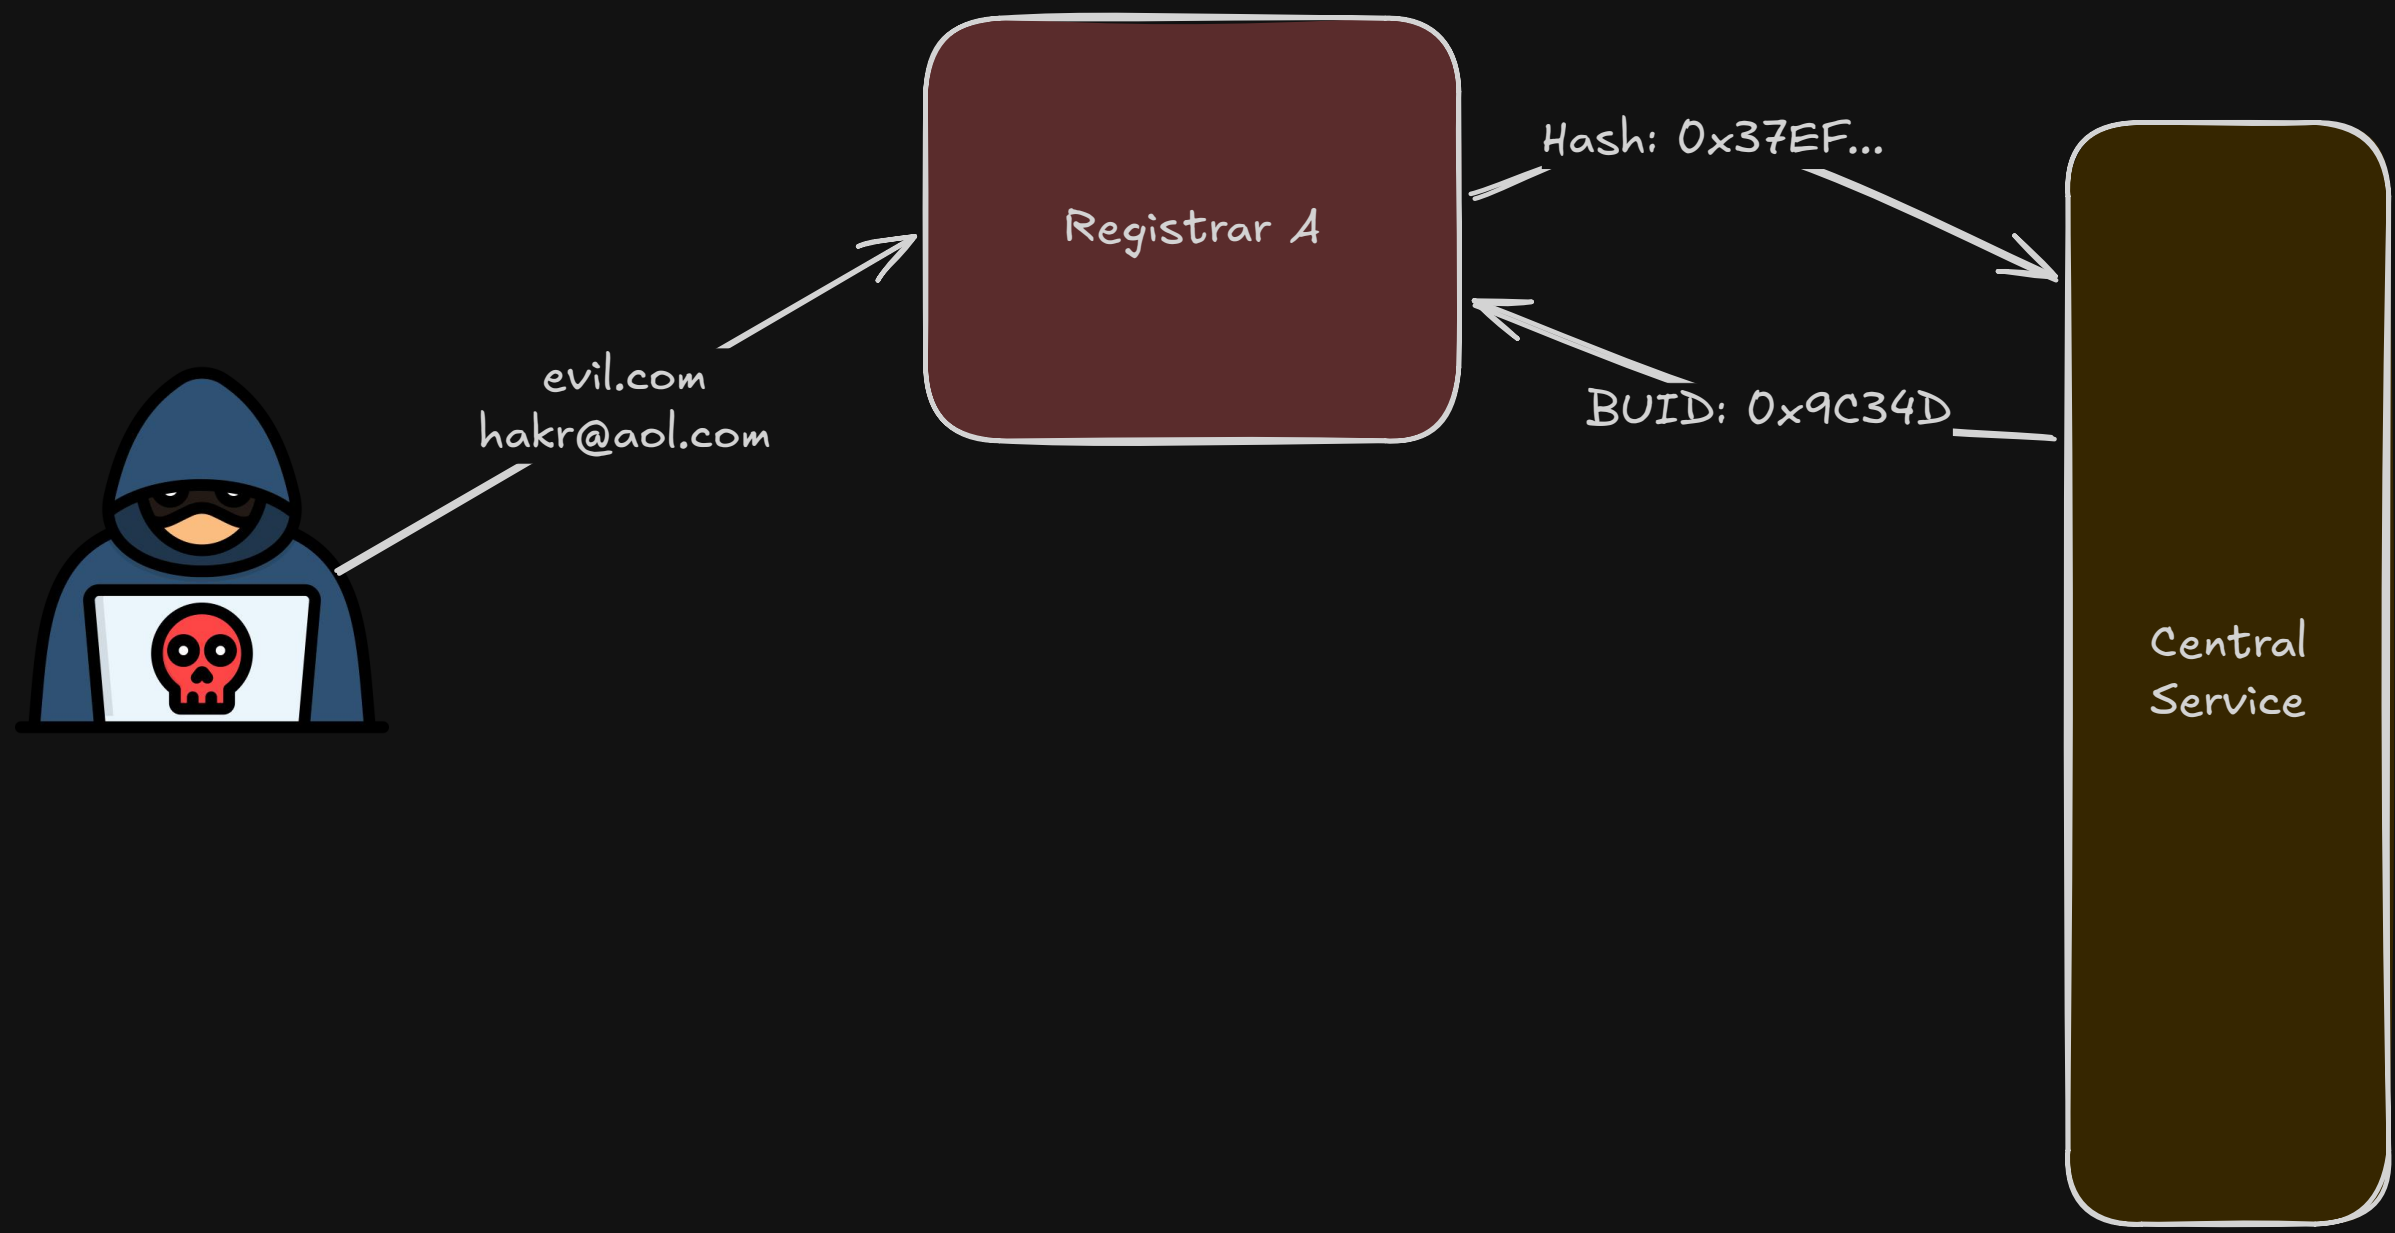 evil.com
hakr@aol.com
Registrar A
Hash: 0x37EF...
BUID: 0x9C34D
Central
Service